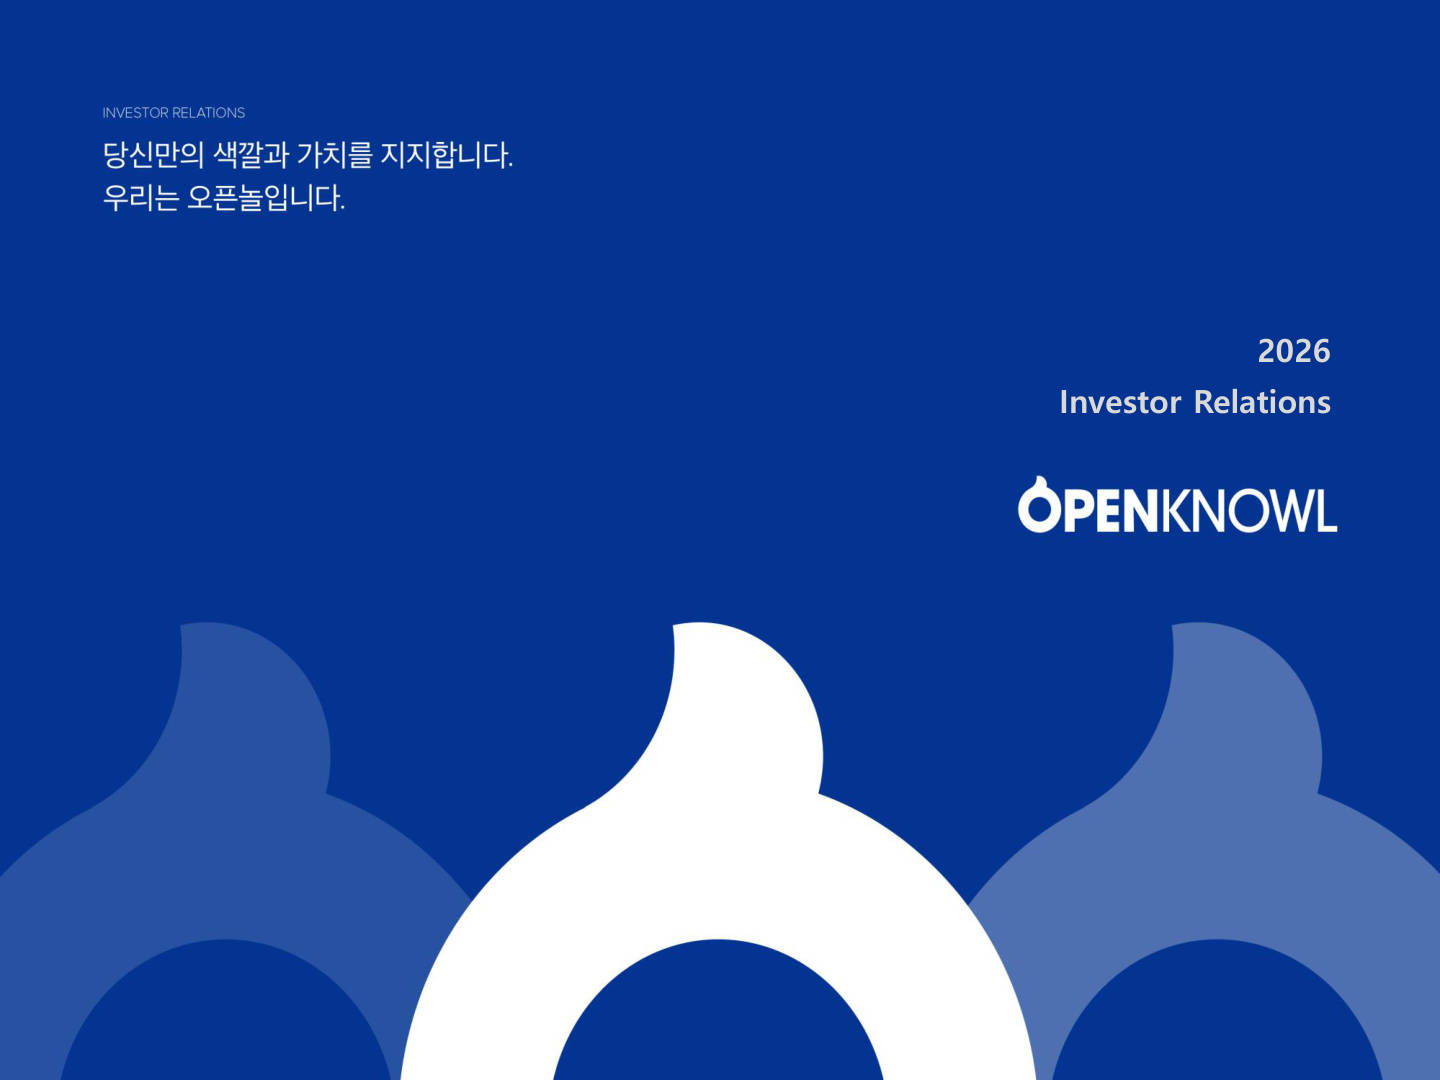 INVESTOR RELATIONS
당신만의 색깔과 가치를 지지합니다.
우리는 오픈놀입니다.
2026
Investor Relations
OPENKNOWL